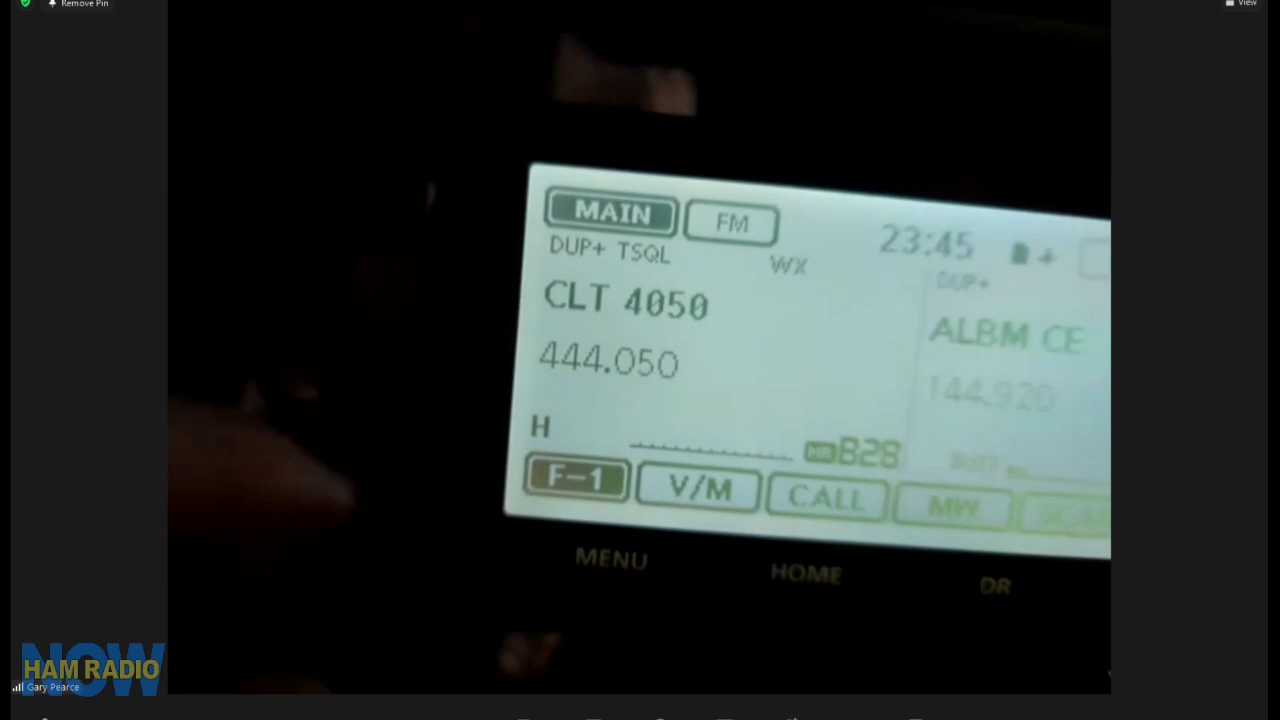 Remove Pin
View
MAIN FM 23:45
DUP+ TSQL WX DUP+
CLT 4050 ALBM CE
444.050 144.920
H MR B28
F-1 V/M CALL MW
MENU HOME DR
NOW
HAM RADIO
Gary Pearce